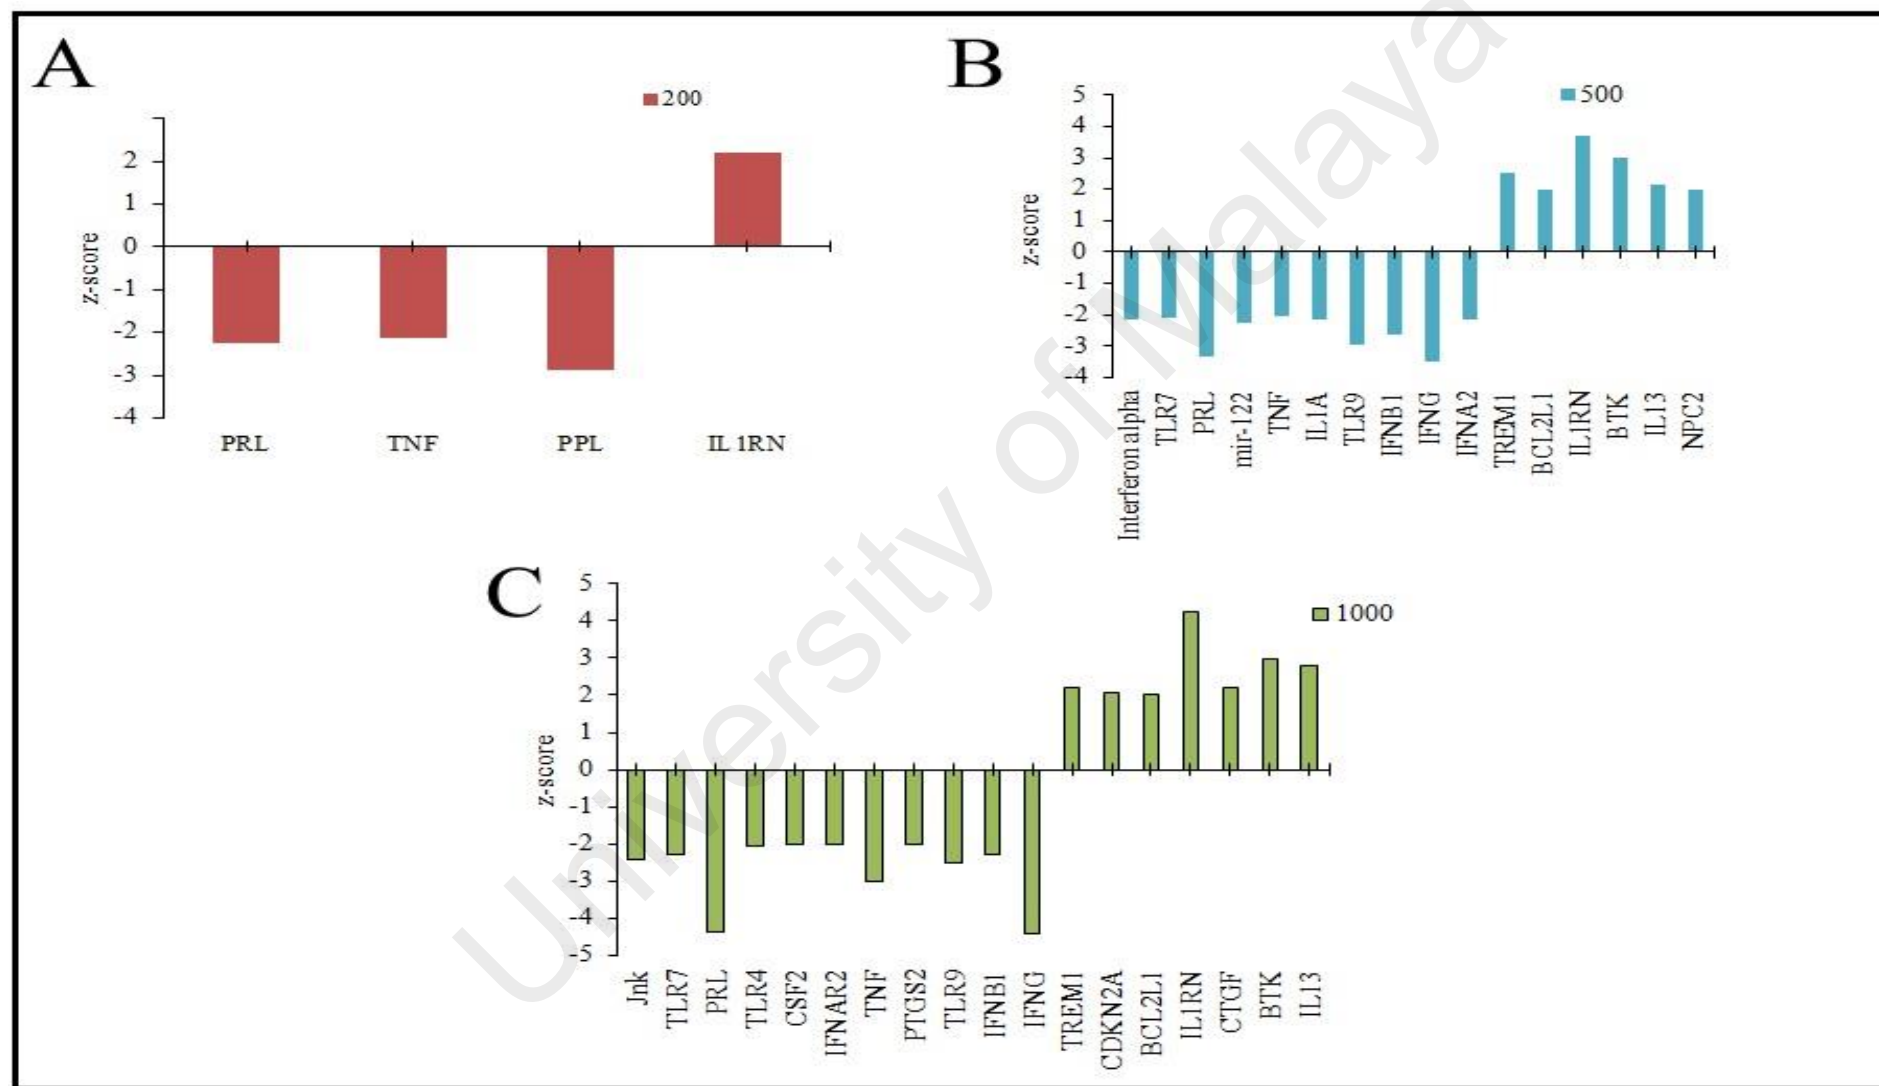 A
200
z-score
2
1
0
-1
-2
-3
-4
PRL
TNF
PPL
IL 1RN
B
500
z-score
5
4
3
2
1
0
-1
-2
-3
-4
Interferon alpha
TLR7
PRL
mir-122
TNF
IL1A
TLR9
IFNB1
IFNG
IFNA2
TREM1
BCL2L1
IL1RN
BTK
IL13
NPC2
C
1000
z-score
5
4
3
2
1
0
-1
-2
-3
-4
-5
Jnk
TLR7
PRL
TLR4
CSF2
IFNAR2
TNF
PTGS2
TLR9
IFNB1
IFNG
TREM1
CDKN2A
BCL2L1
IL1RN
CTGF
BTK
IL13
University of Malaya